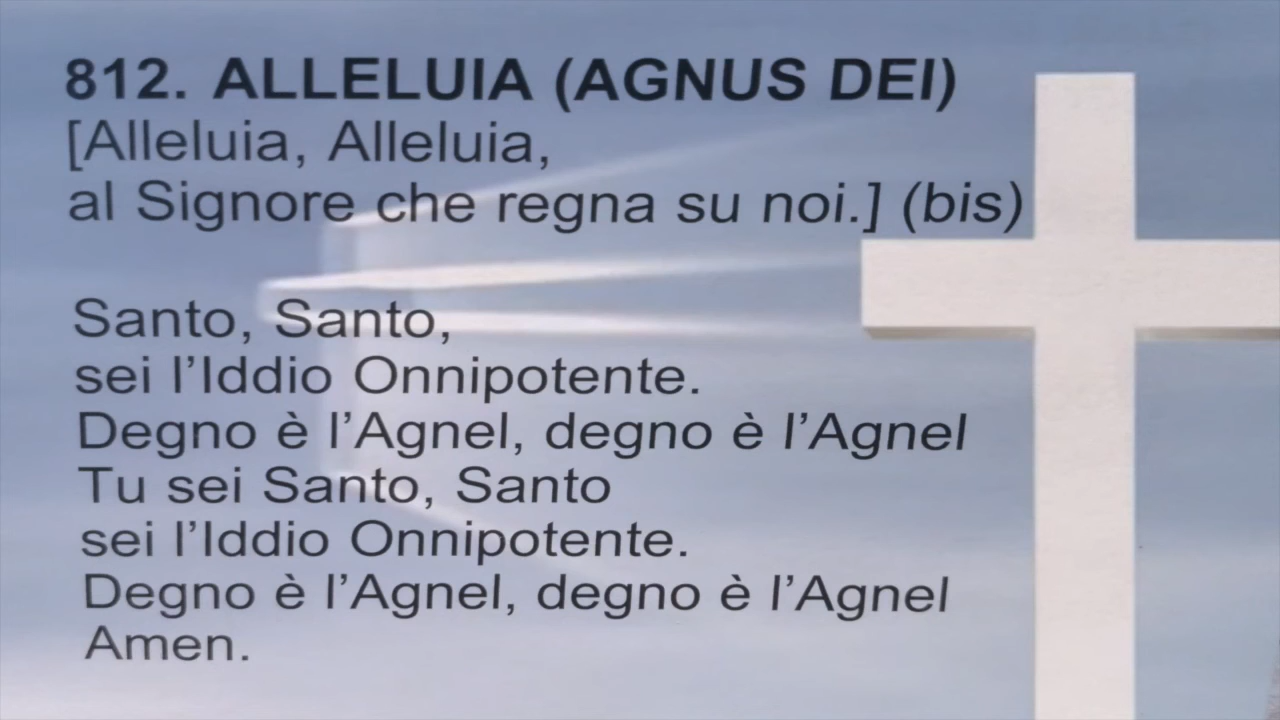 812. ALLELUIA (AGNUS DEI)
[Alleluia, Alleluia,
al Signore che regna su noi.] (bis)
Santo, Santo,
sei l’Iddio Onnipotente.
Degno è l’Agnel, degno è l’Agnel
Tu sei Santo, Santo
sei l’Iddio Onnipotente.
Degno è l’Agnel, degno è l’Agnel
Amen.